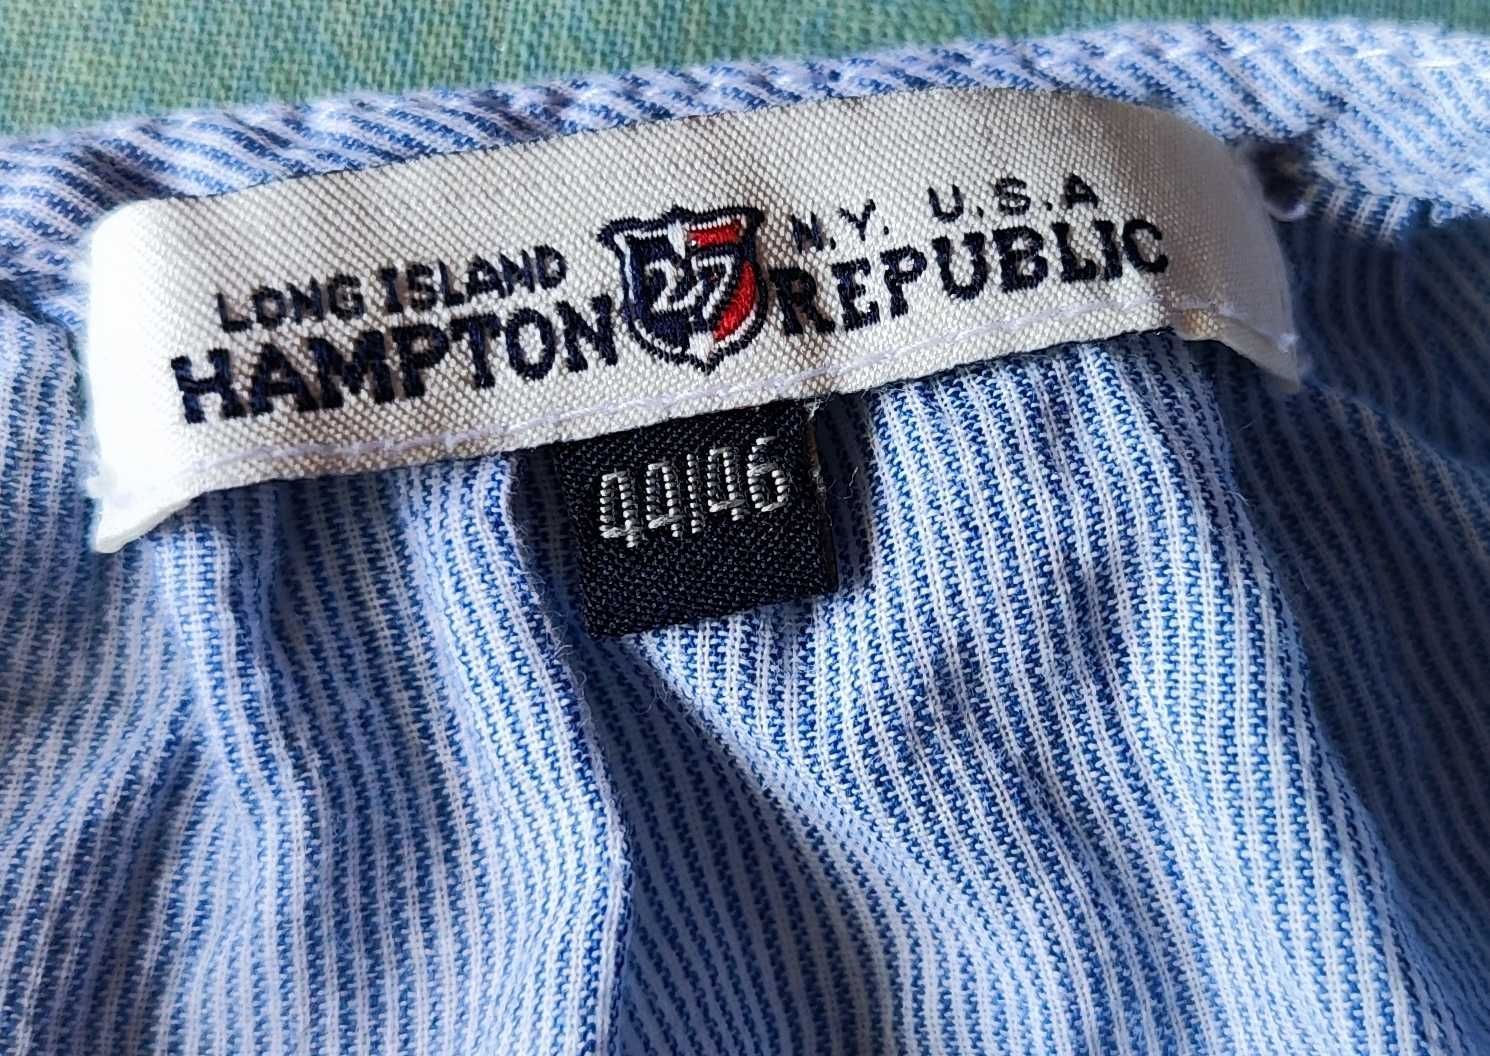 LONG ISLAND N.Y. U.S.A
HAMPTON 27 REPUBLIC
44/46